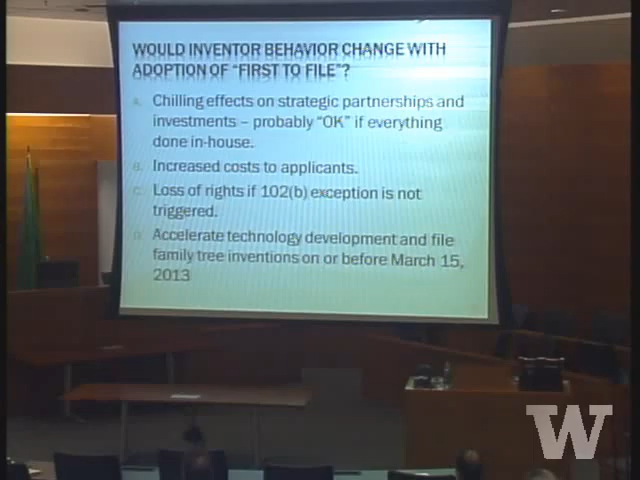 WOULD INVENTOR BEHAVIOR CHANGE WITH
ADOPTION OF "FIRST TO FILE"?
A. Chilling effects on strategic partnerships and
investments – probably "OK" if everything
done in-house.
B. Increased costs to applicants.
C. Loss of rights if 102(b) exception is not
triggered.
D. Accelerate technology development and file
family tree inventions on or before March 15,
2013
W